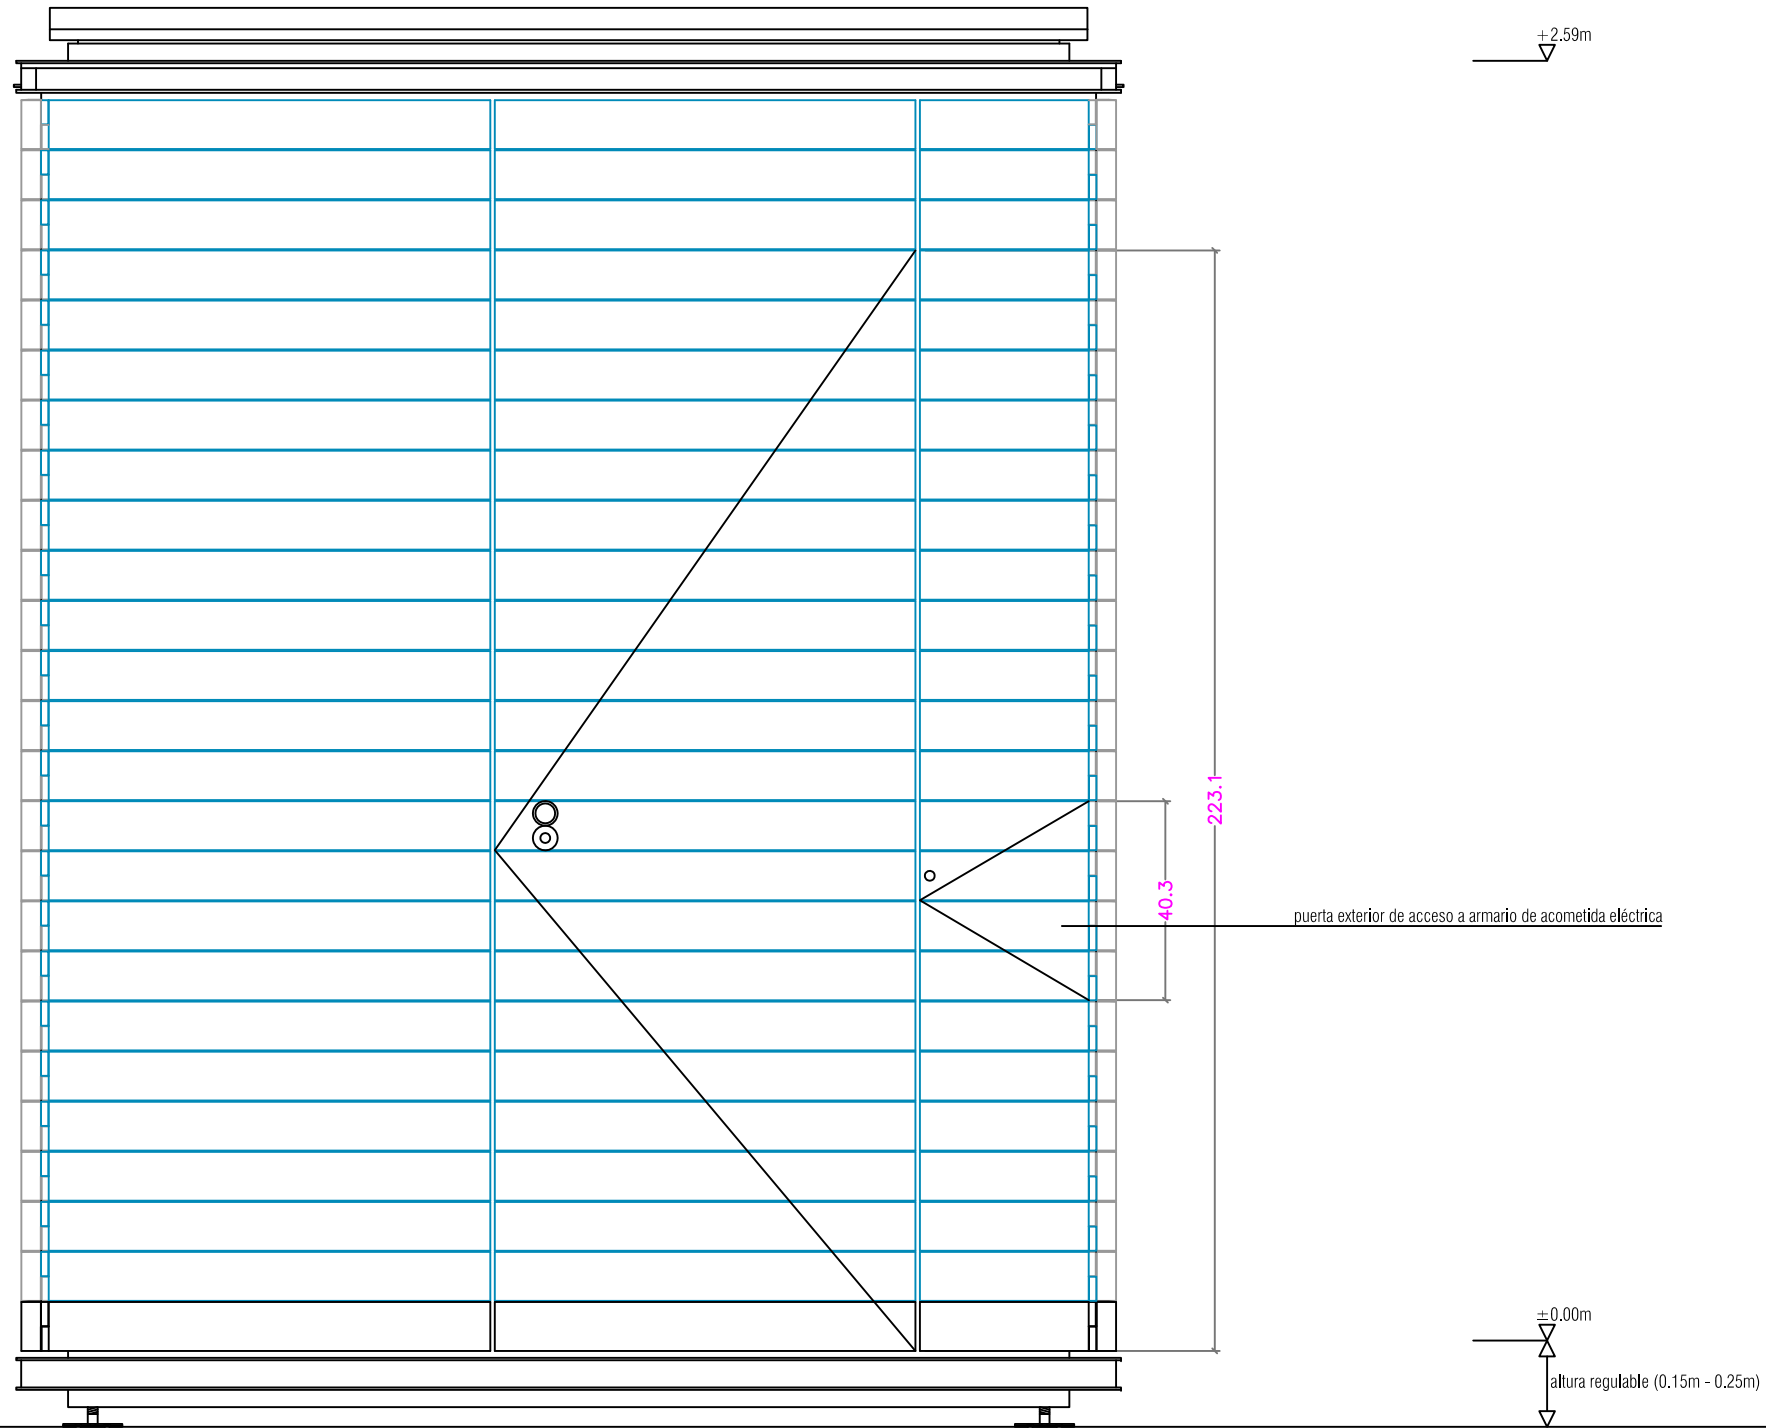 +2.59m
223.1
40.3
puerta exterior de acceso a armario de acometida eléctrica
±0.00m
altura regulable (0.15m - 0.25m)